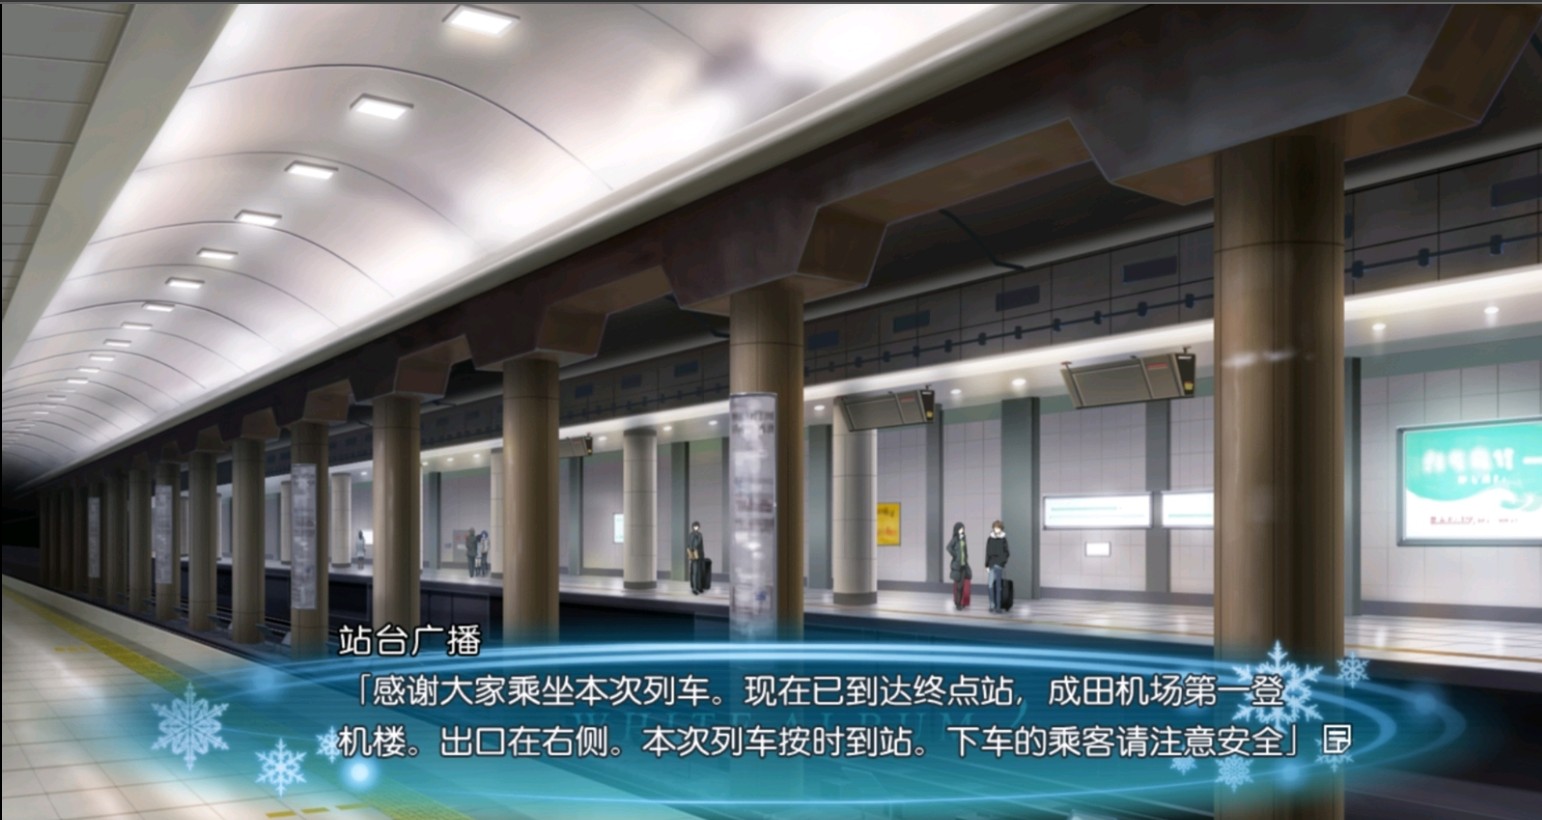 站台广播
「感谢大家乘坐本次列车。现在已到达终点站，成田机场第一登
WHITE ALBUM 2
机楼。出口在右侧。本次列车按时到站。下车的乘客请注意安全」